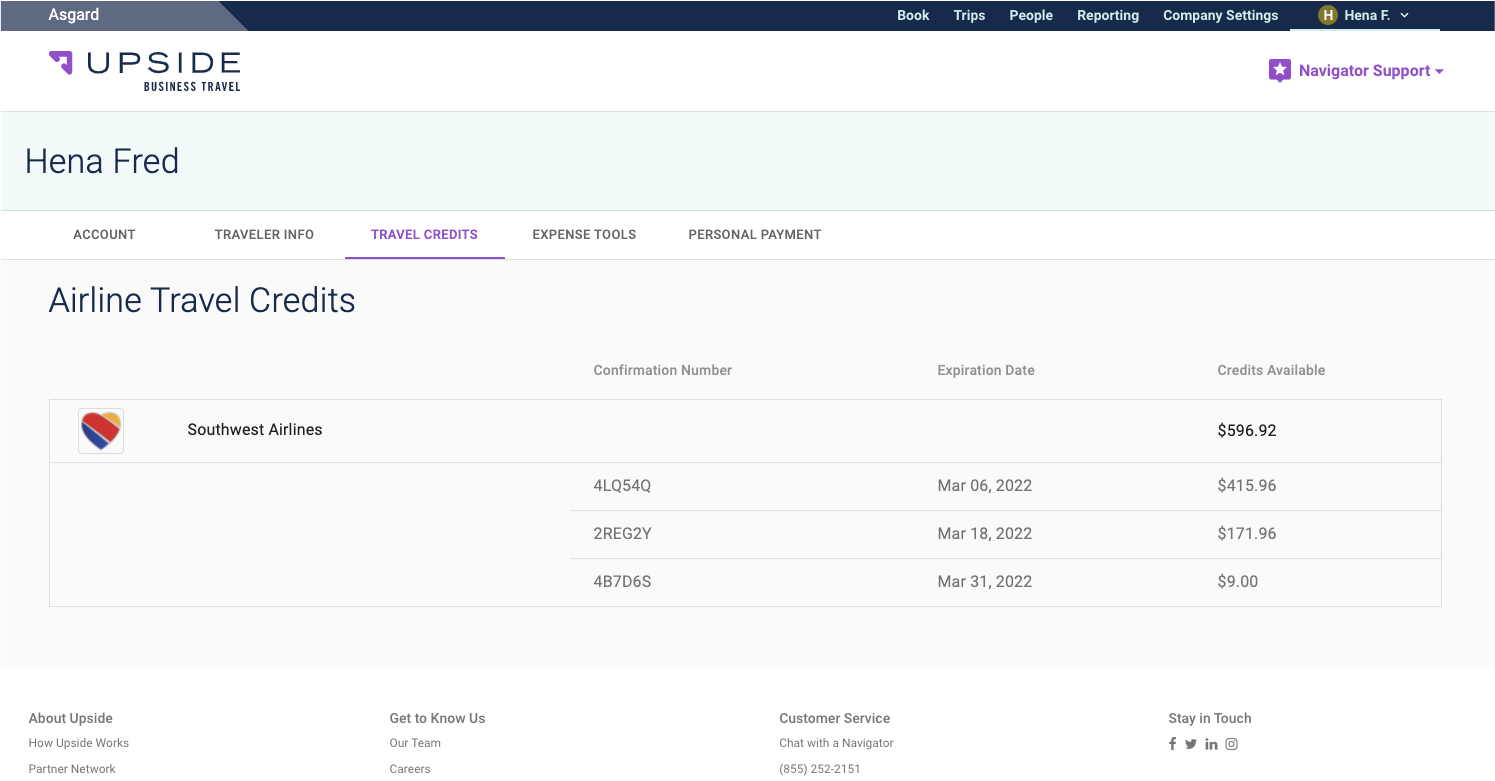 Asgard
Book Trips People Reporting Company Settings H Hena F.
UPSIDE
BUSINESS TRAVEL
Navigator Support
Hena Fred
ACCOUNT TRAVELER INFO TRAVEL CREDITS EXPENSE TOOLS PERSONAL PAYMENT
Airline Travel Credits
Confirmation Number Expiration Date Credits Available
Southwest Airlines $596.92
4LQ54Q Mar 06, 2022 $415.96
2REG2Y Mar 18, 2022 $171.96
4B7D6S Mar 31, 2022 $9.00
About Upside Get to Know Us Customer Service Stay in Touch
How Upside Works Our Team Chat with a Navigator
Partner Network Careers (855) 252-2151